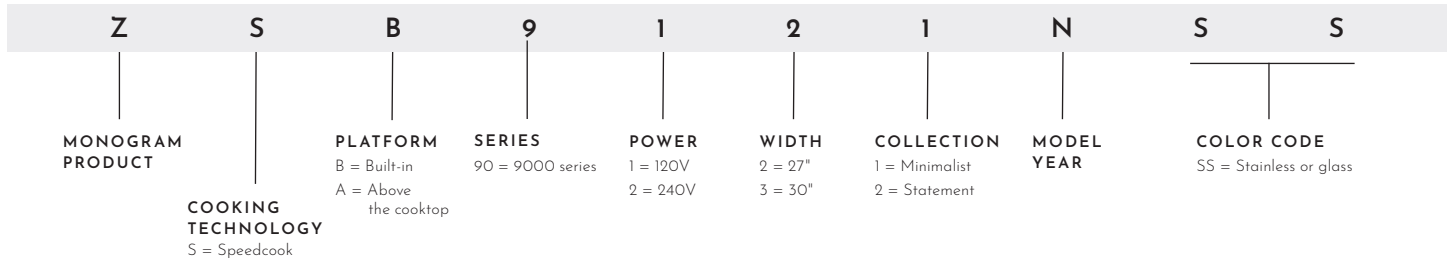 Z S B 9 1 2 1 N S S
MONOGRAM
PRODUCT
COOKING
TECHNOLOGY
S = Speedcook
PLATFORM
B = Built-in
A = Above
the cooktop
SERIES
90 = 9000 series
POWER
1 = 120V
2 = 240V
WIDTH
2 = 27"
3 = 30"
COLLECTION
1 = Minimalist
2 = Statement
MODEL
YEAR
COLOR CODE
SS = Stainless or glass